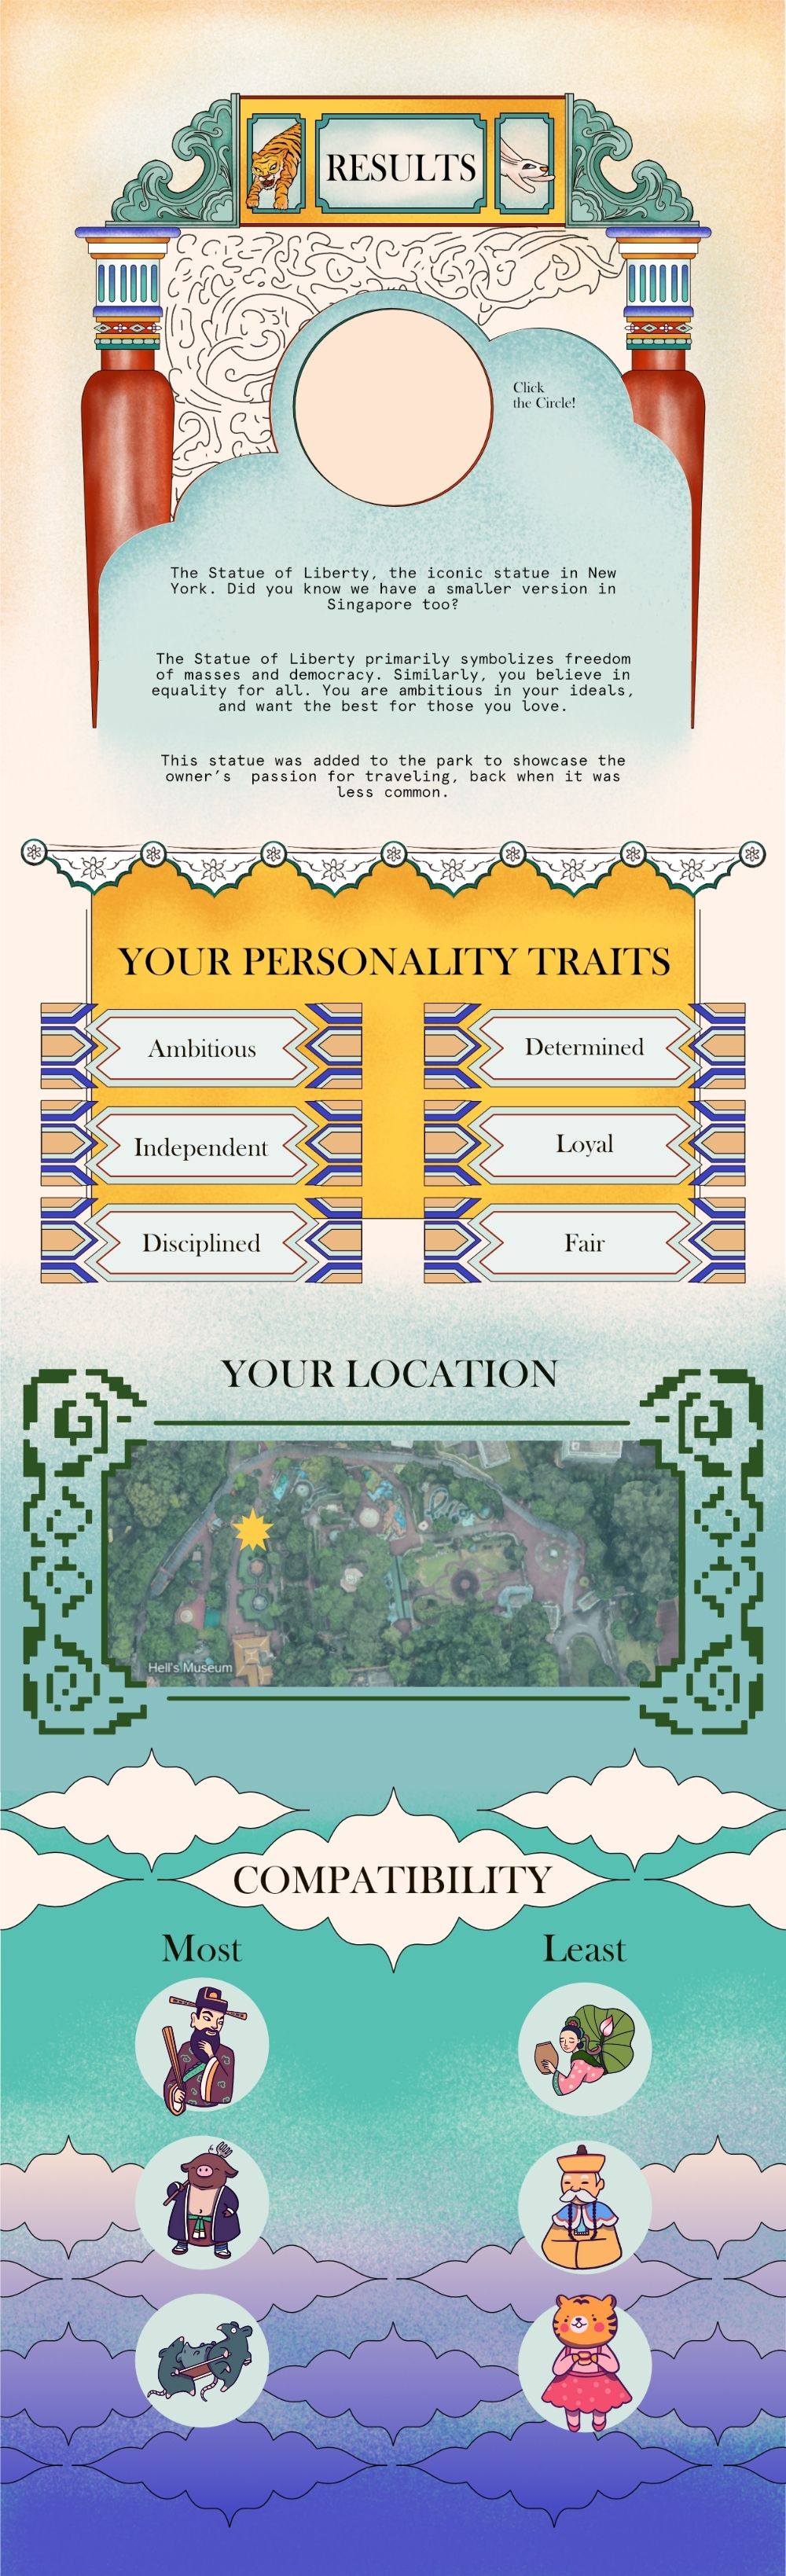 RESULTS
Click
the Circle!
The Statue of Liberty, the iconic statue in New
York. Did you know we have a smaller version in
Singapore too?
The Statue of Liberty primarily symbolizes freedom
of masses and democracy. Similarly, you believe in
equality for all. You are ambitious in your ideals,
and want the best for those you love.
This statue was added to the park to showcase the
owner's passion for traveling, back when it was
less common.
YOUR PERSONALITY TRAITS
Ambitious
Determined
Independent
Loyal
Disciplined
Fair
YOUR LOCATION
Hell's Museum
COMPATIBILITY
Most
Least